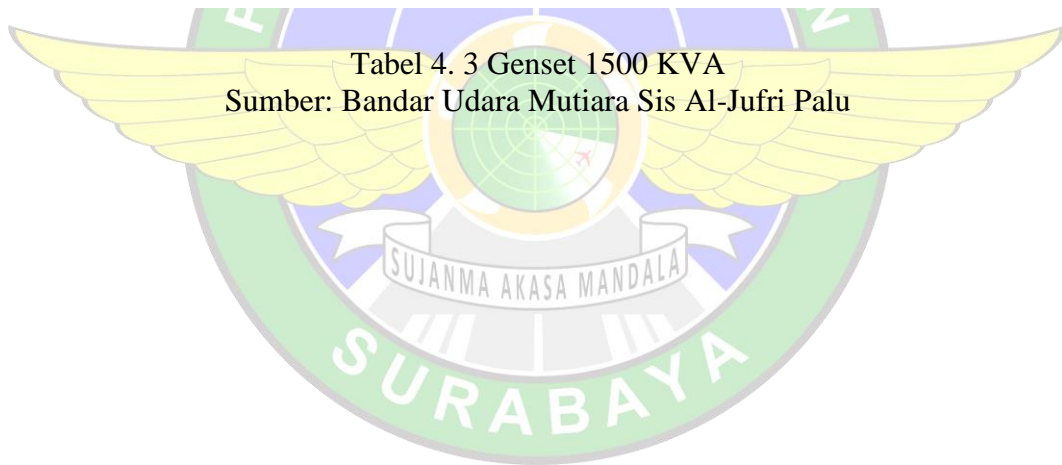 Tabel 4. 3 Genset 1500 KVA
Sumber: Bandar Udara Mutiara Sis Al-Jufri Palu
SUJANMA AKASA MANDALA
SURABAYA